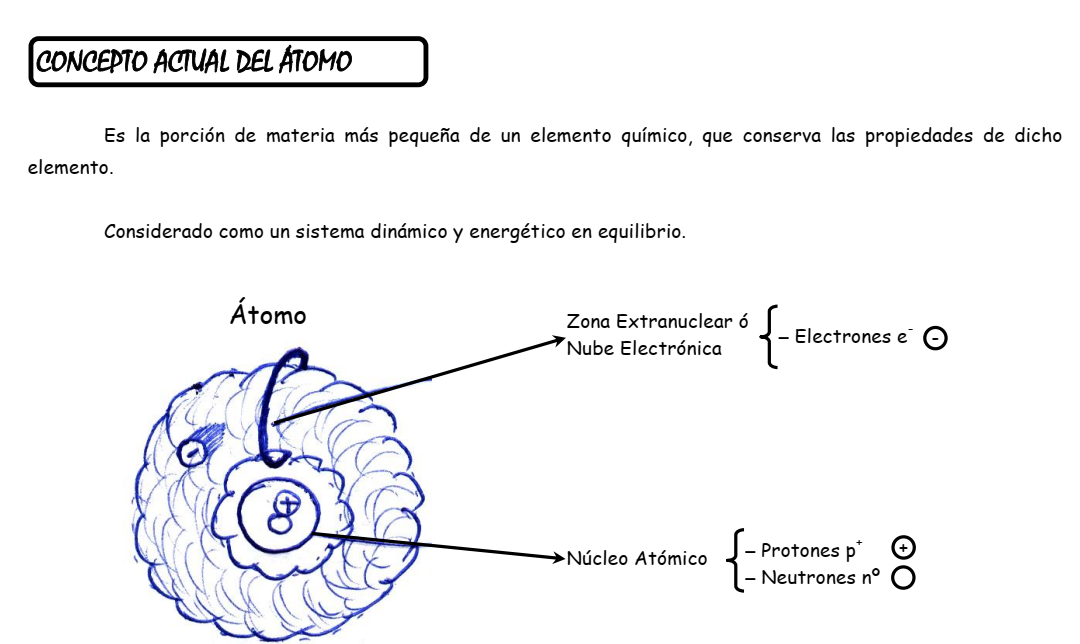 CONCEPTO ACTUAL DEL ÁTOMO
Es la porción de materia más pequeña de un elemento químico, que conserva las propiedades de dicho
elemento.
Considerado como un sistema dinámico y energético en equilibrio.
Átomo
Zona Extranuclear ó
Nube Electrónica
– Electrones e⁻ -
-
+
Núcleo Atómico
– Protones p⁺ +
– Neutrones nº